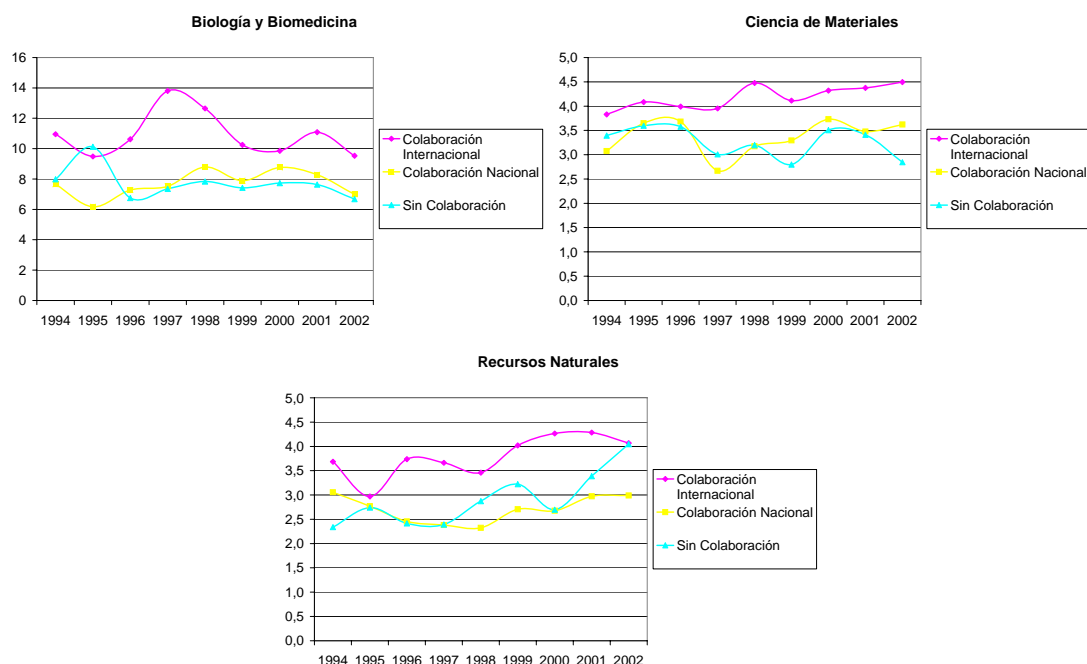 Biología y Biomedicina
16
14
12
10
8
6
4
2
0
1994 1995 1996 1997 1998 1999 2000 2001 2002
Colaboración
Internacional
Colaboración Nacional
Sin Colaboración
Ciencia de Materiales
5,0
4,5
4,0
3,5
3,0
2,5
2,0
1,5
1,0
0,5
0,0
1994 1995 1996 1997 1998 1999 2000 2001 2002
Colaboración
Internacional
Colaboración Nacional
Sin Colaboración
Recursos Naturales
5,0
4,5
4,0
3,5
3,0
2,5
2,0
1,5
1,0
0,5
0,0
1994 1995 1996 1997 1998 1999 2000 2001 2002
Colaboración
Internacional
Colaboración Nacional
Sin Colaboración